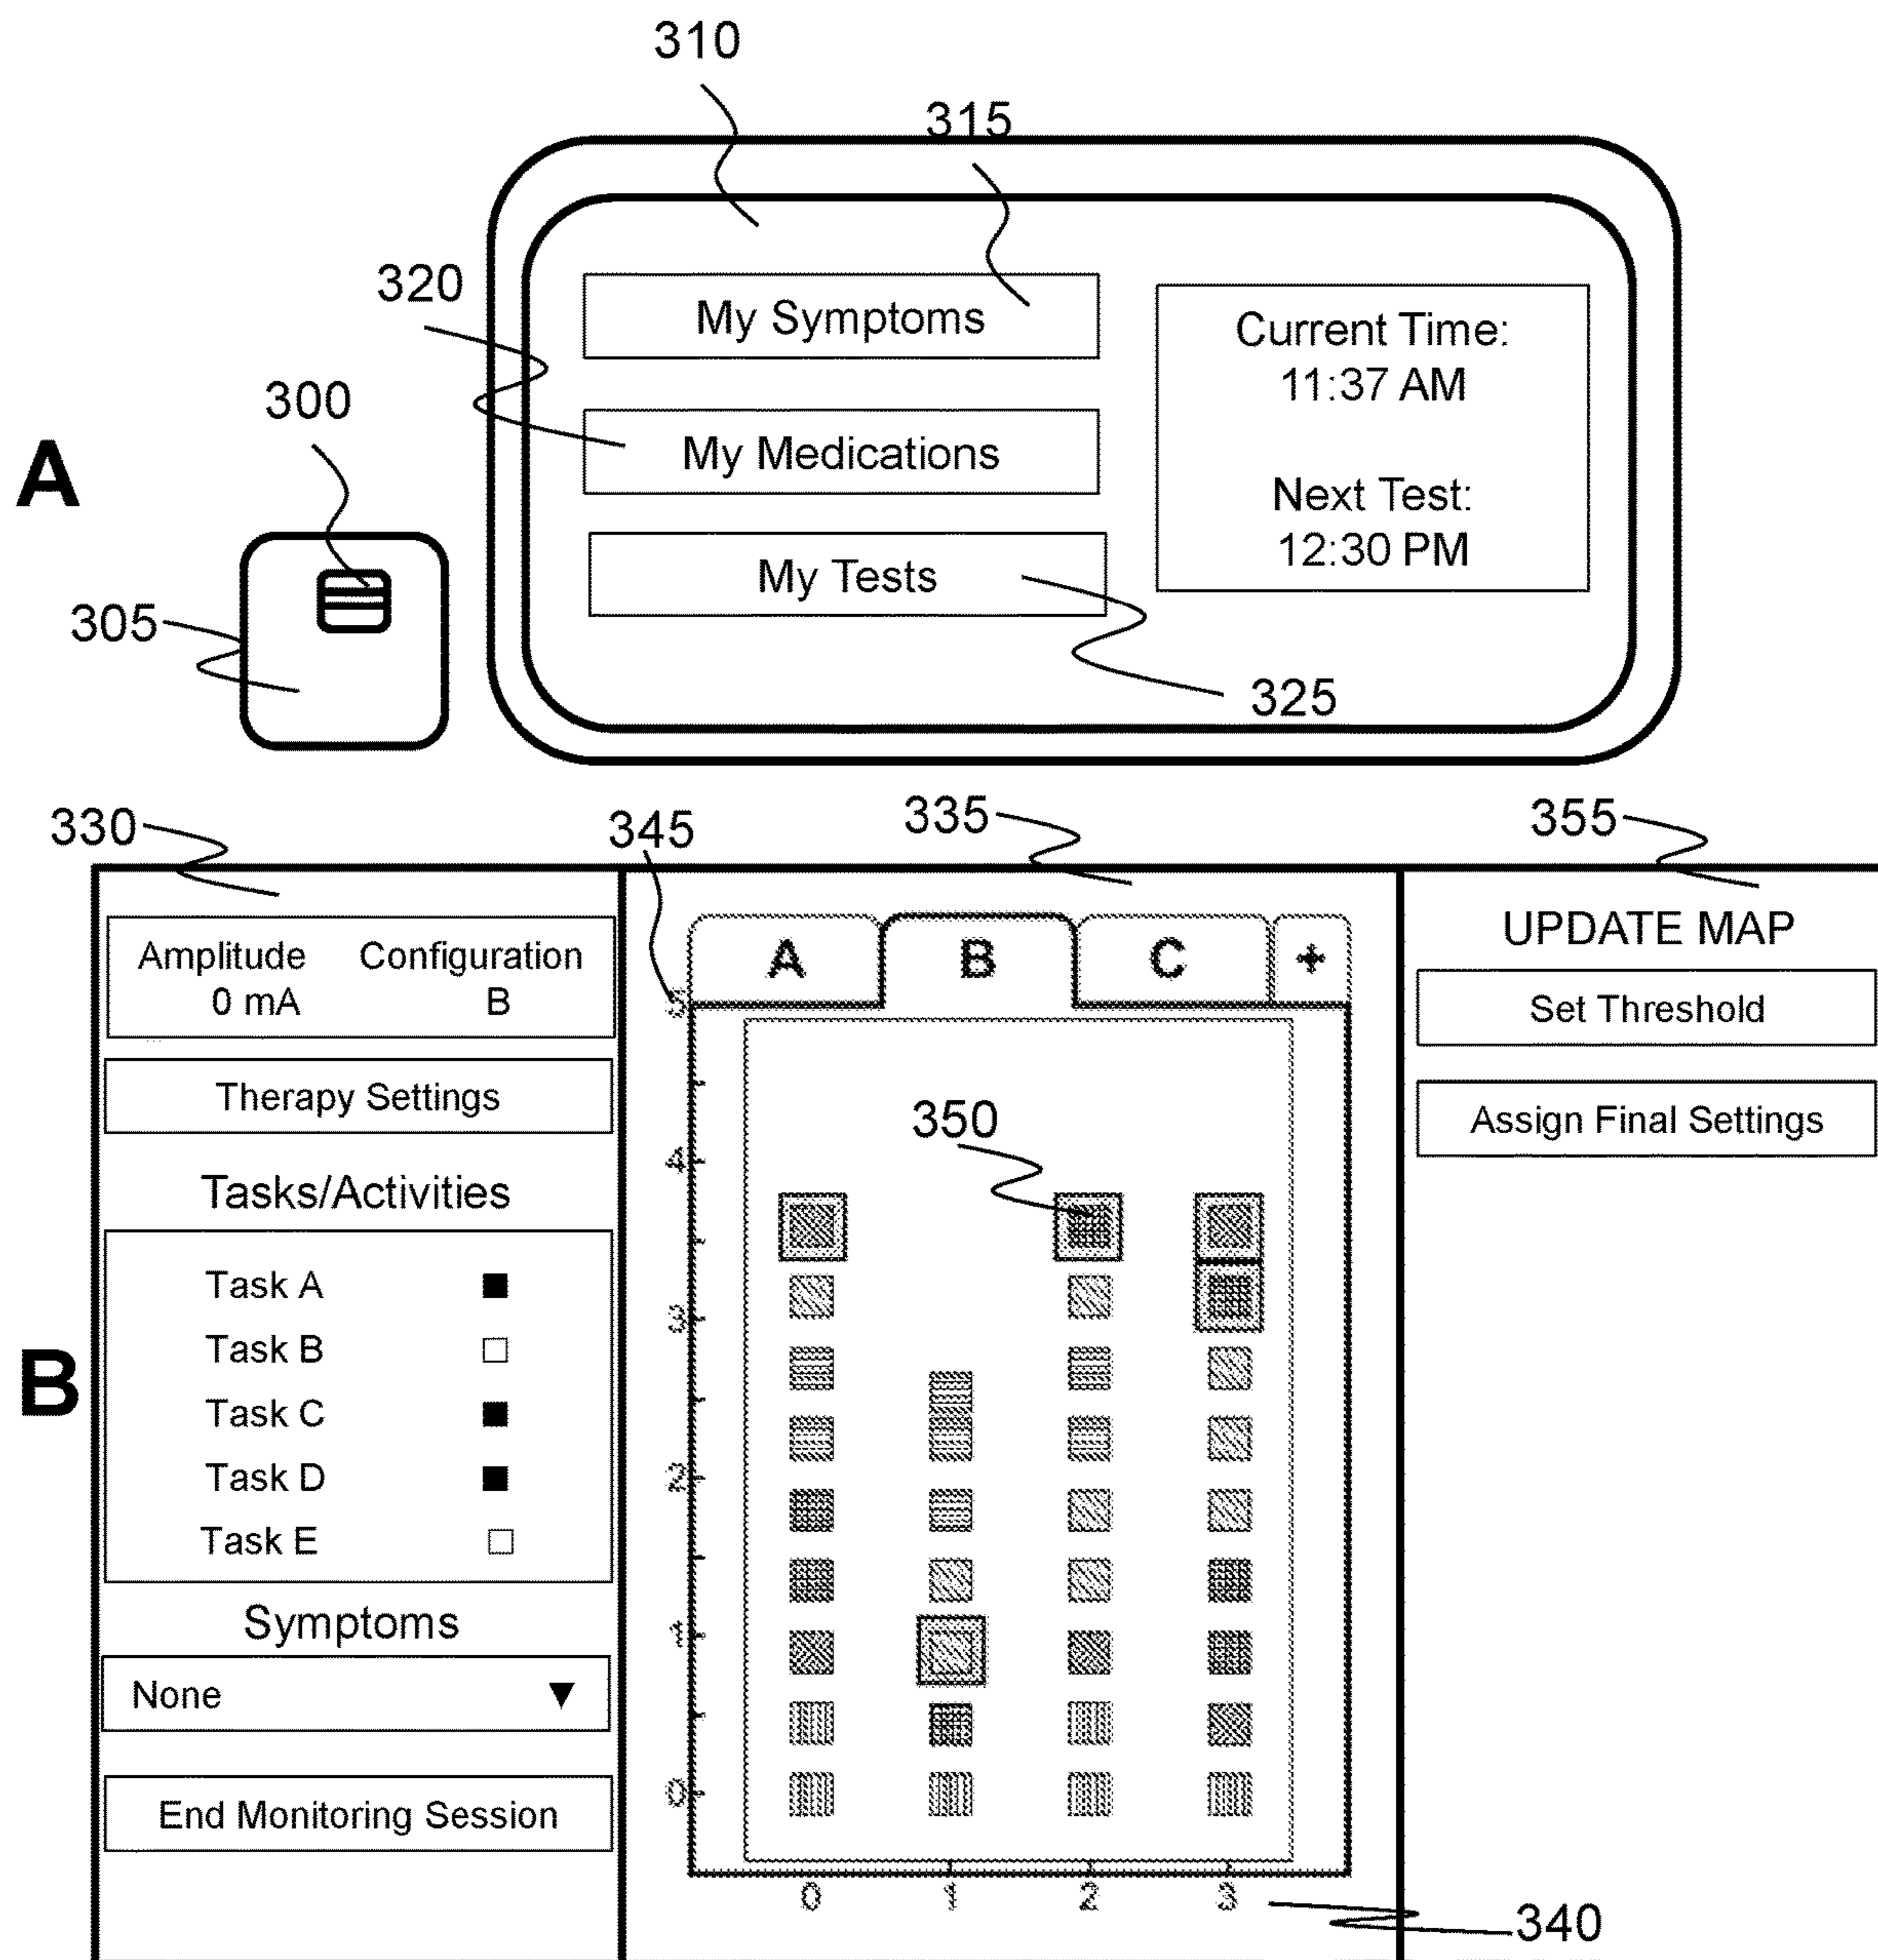 310
315
320
My Symptoms
Current Time:
11:37 AM
300
A
My Medications
Next Test:
12:30 PM
My Tests
305
325
330
345
335
355
Amplitude Configuration
0 mA B
A B C +
UPDATE MAP
Set Threshold
Therapy Settings
Assign Final Settings
350
Tasks/Activities
Task A
Task B
Task C
Task D
Task E
B
Symptoms
None ▼
End Monitoring Session
5
4
3
2
1
0
0 1 2 3
340